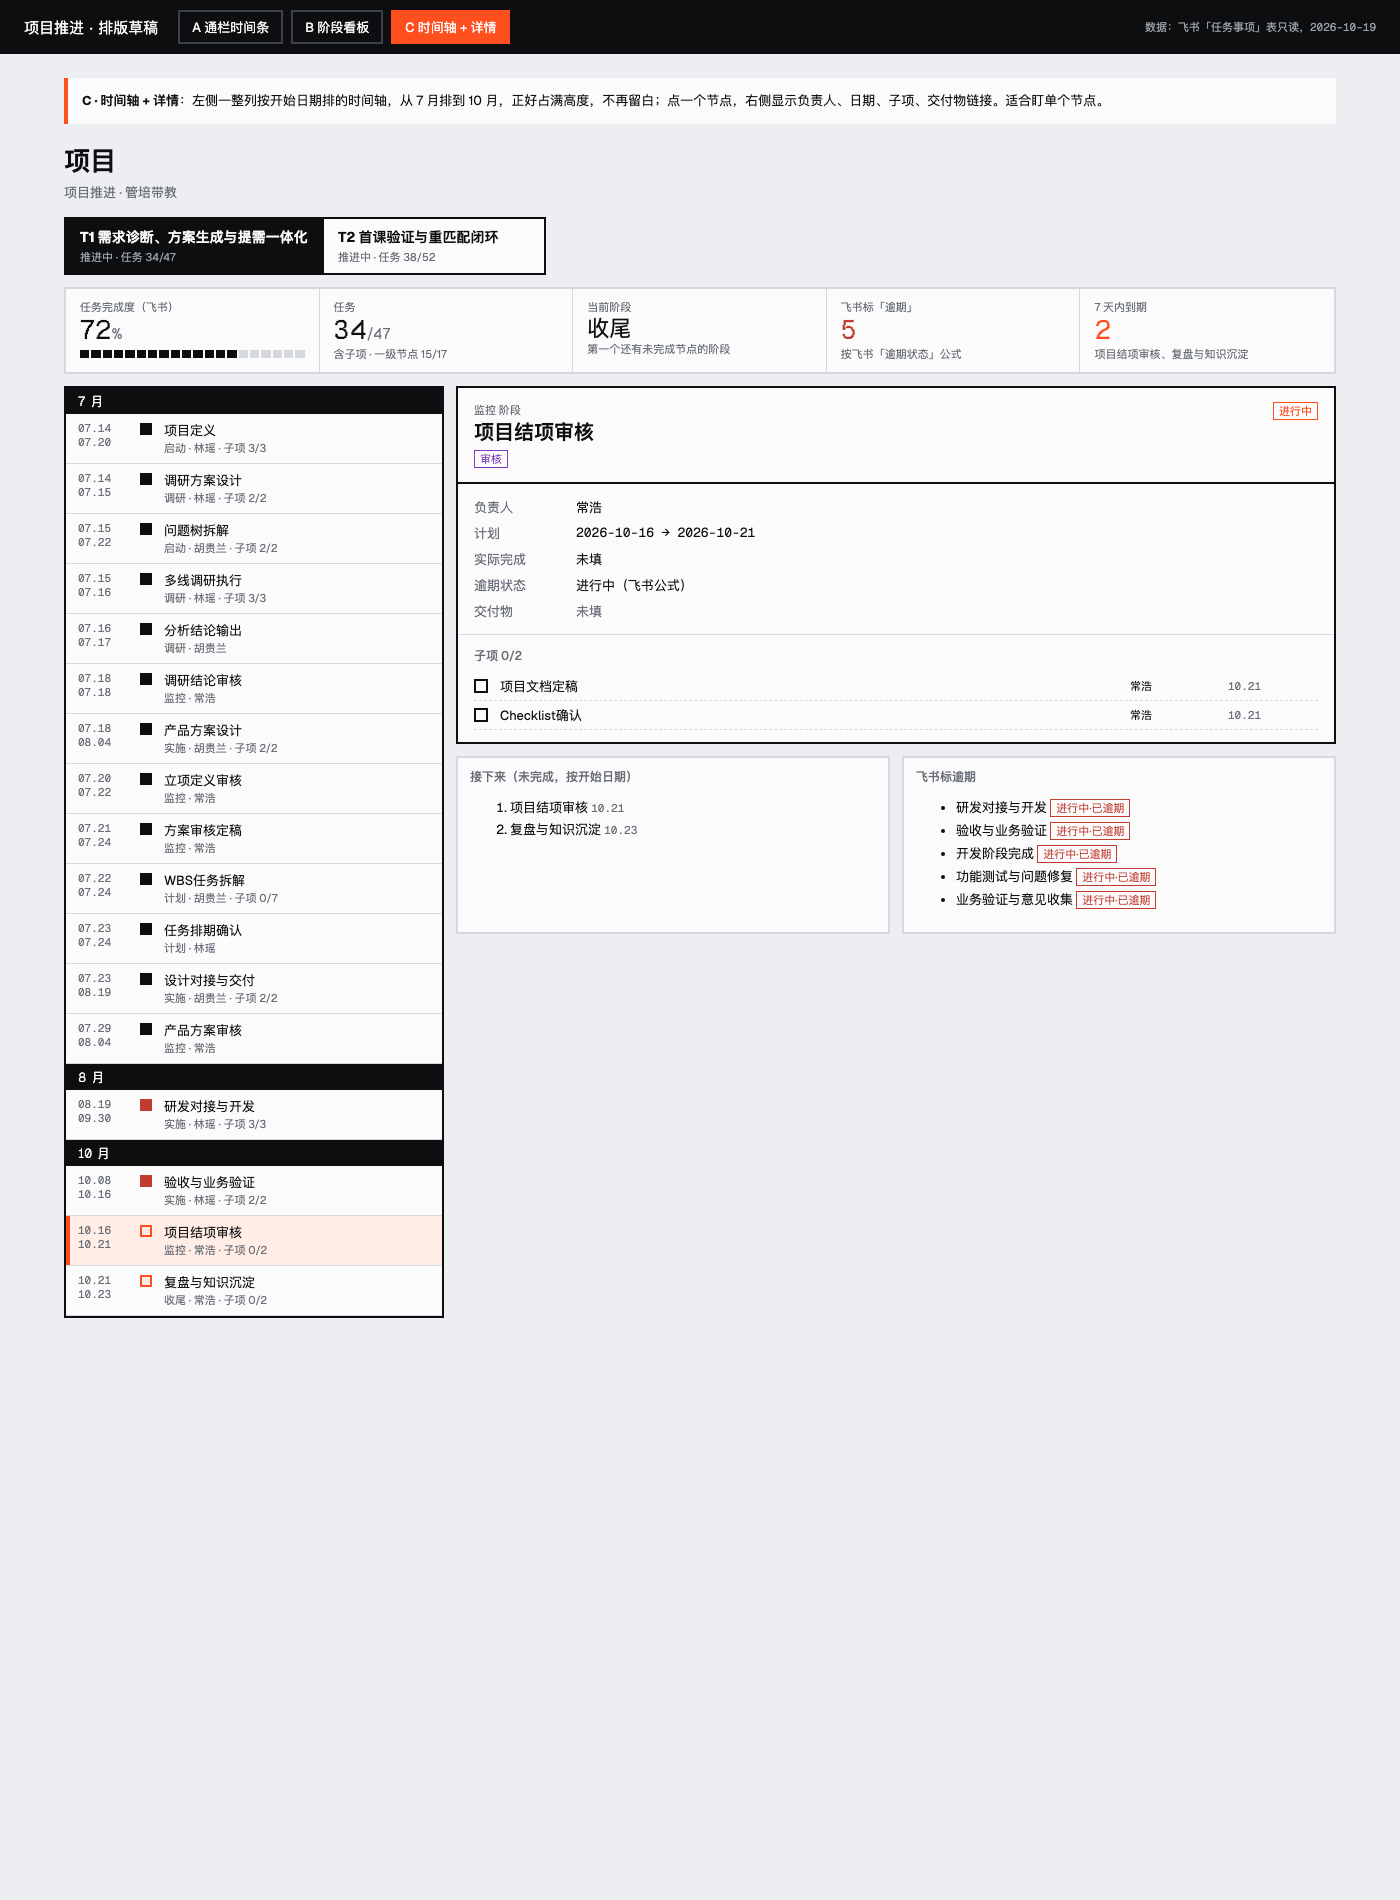 项目推进 · 排版草稿
A 通栏时间条
B 阶段看板
C 时间轴 + 详情
数据：飞书「任务事项」表只读，2026-10-19
C · 时间轴 + 详情：左侧一整列按开始日期排的时间轴，从 7 月排到 10 月，正好占满高度，不再留白；点一个节点，右侧显示负责人、日期、子项、交付物链接。适合盯单个节点。
项目
项目推进 · 管培带教
T1 需求诊断、方案生成与提需一体化
推进中 · 任务 34/47
T2 首课验证与重匹配闭环
推进中 · 任务 38/52
任务完成度（飞书）
72%
任务
34/47
含子项 · 一级节点 15/17
当前阶段
收尾
第一个还有未完成节点的阶段
飞书标「逾期」
5
按飞书「逾期状态」公式
7 天内到期
2
项目结项审核、复盘与知识沉淀
7 月
07.14
07.20
项目定义
启动 · 林瑶 · 子项 3/3
07.14
07.15
调研方案设计
调研 · 林瑶 · 子项 2/2
07.15
07.22
问题树拆解
启动 · 胡贵兰 · 子项 2/2
07.15
07.16
多线调研执行
调研 · 林瑶 · 子项 3/3
07.16
07.17
分析结论输出
调研 · 胡贵兰
07.18
07.18
调研结论审核
监控 · 常浩
07.18
08.04
产品方案设计
实施 · 胡贵兰 · 子项 2/2
07.20
07.22
立项定义审核
监控 · 常浩
07.21
07.24
方案审核定稿
监控 · 常浩
07.22
07.24
WBS任务拆解
计划 · 胡贵兰 · 子项 0/7
07.23
07.24
任务排期确认
计划 · 林瑶
07.23
08.19
设计对接与交付
实施 · 胡贵兰 · 子项 2/2
07.29
08.04
产品方案审核
监控 · 常浩
8 月
08.19
09.30
研发对接与开发
实施 · 林瑶 · 子项 3/3
10 月
10.08
10.16
验收与业务验证
实施 · 林瑶 · 子项 2/2
10.16
10.21
项目结项审核
监控 · 常浩 · 子项 0/2
10.21
10.23
复盘与知识沉淀
收尾 · 常浩 · 子项 0/2
监控 阶段
项目结项审核
审核
进行中
负责人 常浩
计划 2026-10-16 → 2026-10-21
实际完成 未填
逾期状态 进行中（飞书公式）
交付物 未填
子项 0/2
项目文档定稿 常浩 10.21
Checklist确认 常浩 10.21
接下来（未完成，按开始日期）
1. 项目结项审核 10.21
2. 复盘与知识沉淀 10.23
飞书标逾期
• 研发对接与开发 进行中·已逾期
• 验收与业务验证 进行中·已逾期
• 开发阶段完成 进行中·已逾期
• 功能测试与问题修复 进行中·已逾期
• 业务验证与意见收集 进行中·已逾期